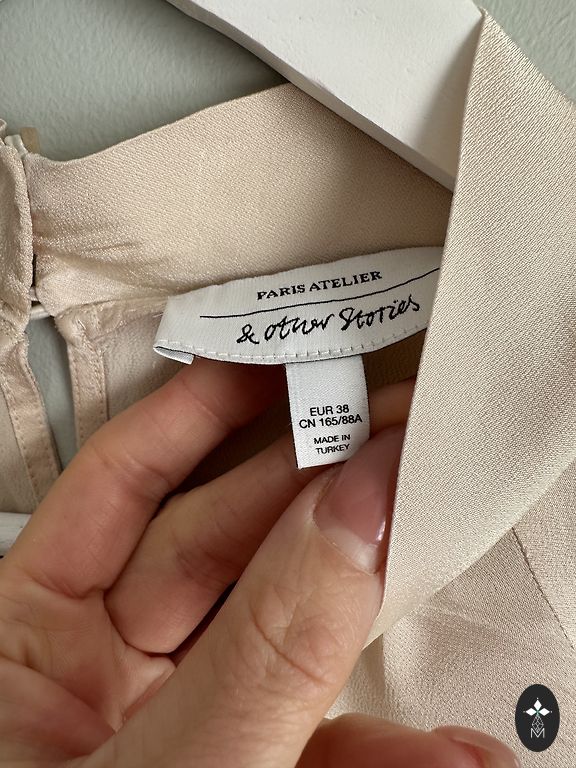 PARIS ATELIER
& other Stories
EUR 38
CN 165/88A
MADE IN
TURKEY
M